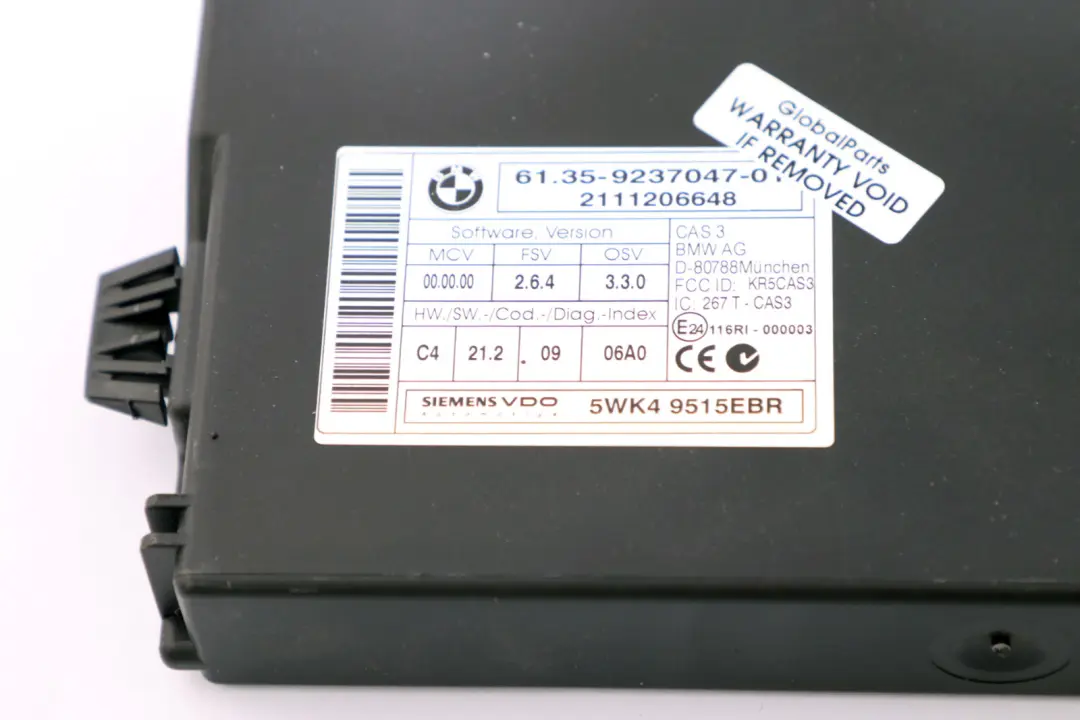 GlobalParts
WARRANTY VOID
IF REMOVED
61.35-9237047-0
2111206648
Software, Version
MCV FSV OSV
00.00.00 2.6.4 3.3.0
HW./SW.-/Cod.-/Diag.-Index
C4 21.2 . 09 06A0
CAS 3
BMW AG
D-80788München
FCC ID: KR5CAS3
IC: 267 T - CAS3
E24 116RI - 000003
CE
SIEMENS VDO 5WK4 9515EBR